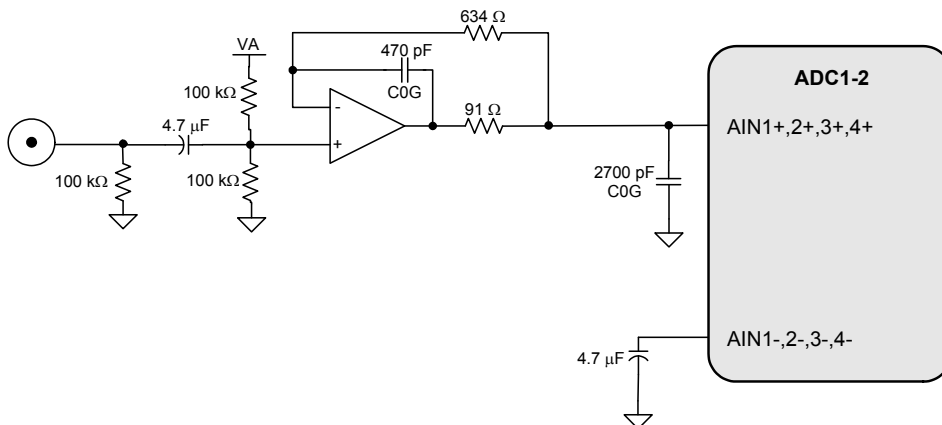 634 Ω
VA
470 pF
C0G
ADC1-2
100 kΩ
-
91 Ω
AIN1+,2+,3+,4+
4.7 µF
+
100 kΩ
100 kΩ
2700 pF
C0G
AIN1-,2-,3-,4-
4.7 µF